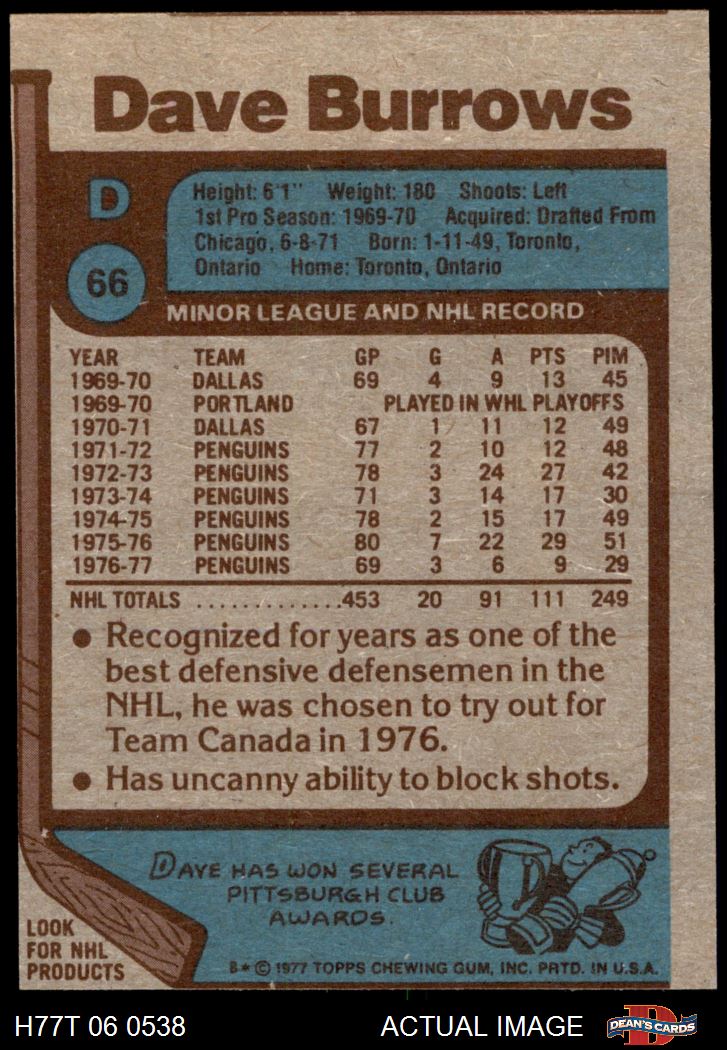 Dave Burrows
D
Height: 6'1" Weight: 180 Shoots: Left
1st Pro Season: 1969-70 Acquired: Drafted From
Chicago, 6-8-71 Born: 1-11-49, Toronto,
Ontario Home: Toronto, Ontario
66
MINOR LEAGUE AND NHL RECORD
YEAR TEAM GP G A PTS PIM
1969-70 DALLAS 69 4 9 13 45
1969-70 PORTLAND PLAYED IN WHL PLAYOFFS
1970-71 DALLAS 67 1 11 12 49
1971-72 PENGUINS 77 2 10 12 48
1972-73 PENGUINS 78 3 24 27 42
1973-74 PENGUINS 71 3 14 17 30
1974-75 PENGUINS 78 2 15 17 49
1975-76 PENGUINS 80 7 22 29 51
1976-77 PENGUINS 69 3 6 9 29
NHL TOTALS .............453 20 91 111 249
● Recognized for years as one of the
best defensive defensemen in the
NHL, he was chosen to try out for
Team Canada in 1976.
● Has uncanny ability to block shots.
DAVE HAS WON SEVERAL
PITTSBURGH CLUB
AWARDS.
LOOK
FOR NHL
PRODUCTS
B* © 1977 TOPPS CHEWING GUM, INC. PRTD. IN U.S.A.
H77T 06 0538 ACTUAL IMAGE DEAN'S CARDS